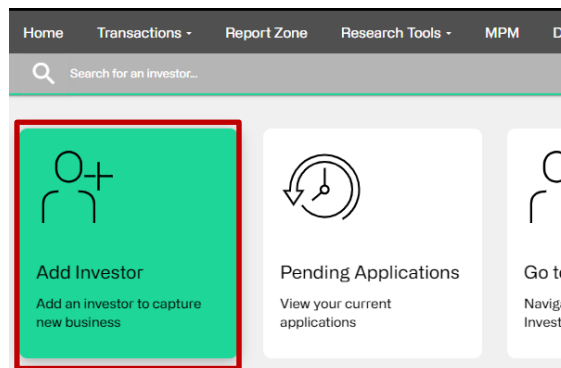 Home Transactions - Report Zone Research Tools - MPM
Search for an investor...
Add Investor Pending Applications Go
Add an investor to capture View your current
new business applications